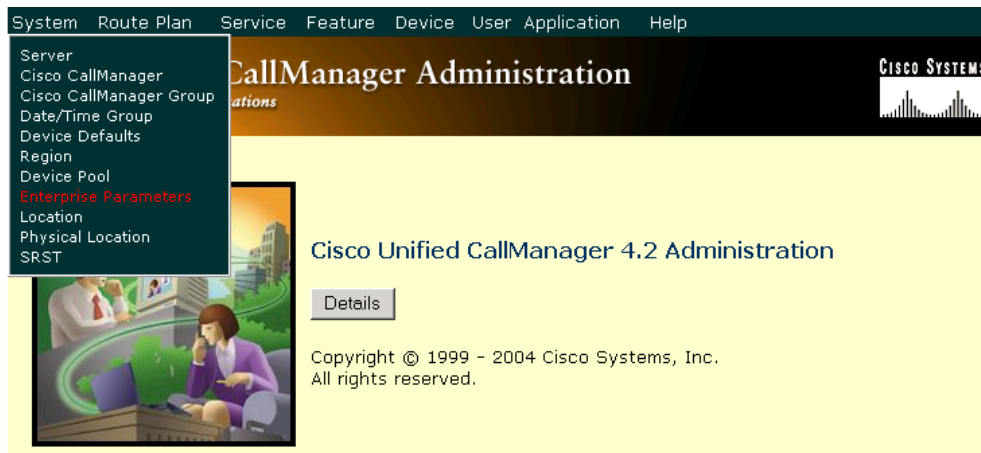 System Route Plan Service Feature Device User Application Help
Server
Cisco CallManager
Cisco CallManager Group
Date/Time Group
Device Defaults
Region
Device Pool
Enterprise Parameters
Location
Physical Location
SRST
CallManager Administration
CISCO SYSTEMS
Cisco Unified CallManager 4.2 Administration
Details
Copyright © 1999 - 2004 Cisco Systems, Inc.
All rights reserved.